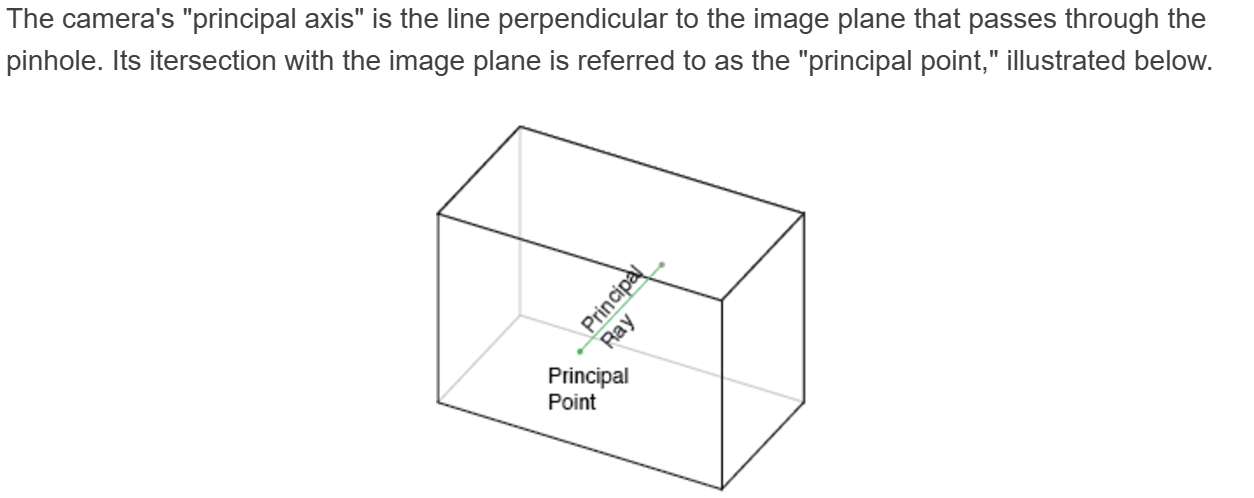 The camera's "principal axis" is the line perpendicular to the image plane that passes through the
pinhole. Its itersection with the image plane is referred to as the "principal point," illustrated below.
Principal
Ray
Principal
Point